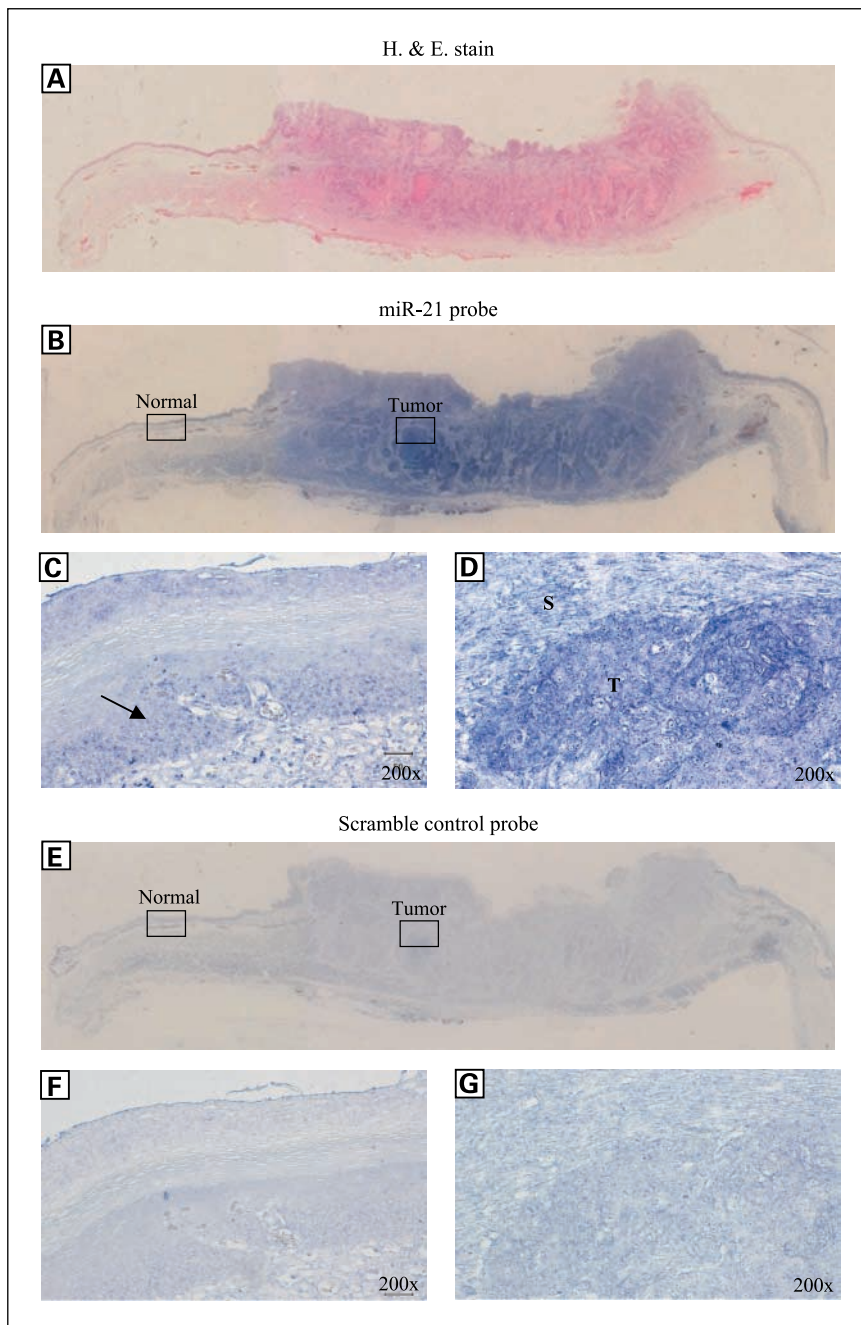 H. & E. stain
A
miR-21 probe
B
Normal
Tumor
C
200x
D
S
T
200x
Scramble control probe
E
Normal
Tumor
F
200x
G
200x